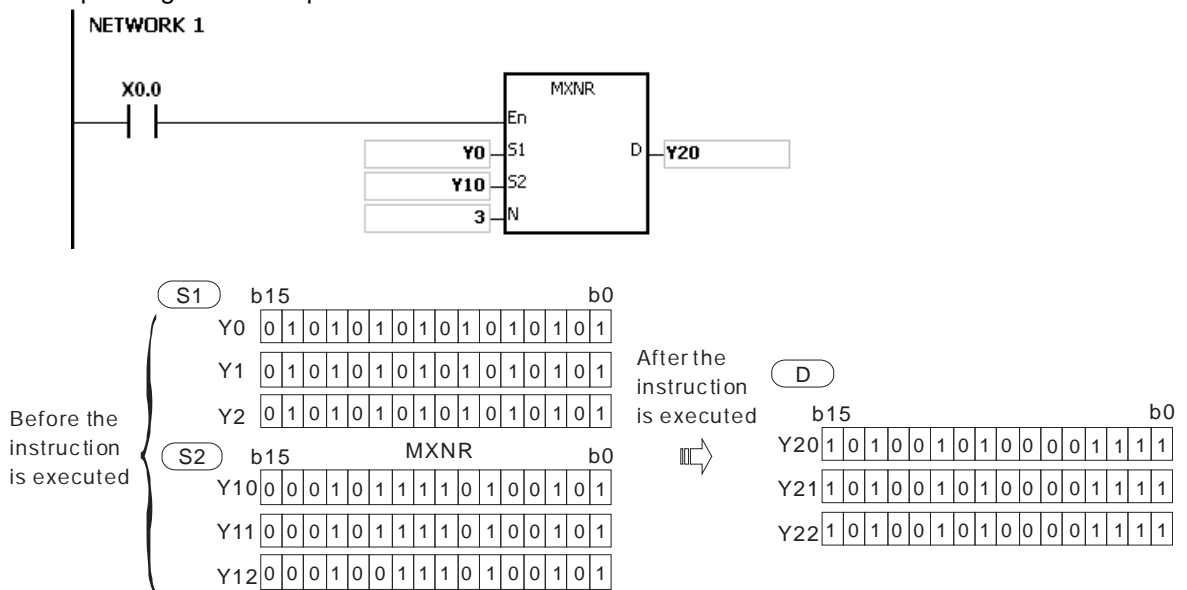 NETWORK 1
X0.0
MXNR
En
Y0 S1 D Y20
Y10 S2
3 N
Before the
instruction
is executed
S1 b15 b0
Y0 0 1 0 1 0 1 0 1 0 1 0 1 0 1 0 1
Y1 0 1 0 1 0 1 0 1 0 1 0 1 0 1 0 1
Y2 0 1 0 1 0 1 0 1 0 1 0 1 0 1 0 1
S2 b15 MXNR b0
Y10 0 0 0 1 0 1 1 1 1 0 1 0 0 1 0 1
Y11 0 0 0 1 0 1 1 1 1 0 1 0 0 1 0 1
Y12 0 0 0 1 0 0 1 1 1 0 1 0 0 1 0 1
After the
instruction
is executed
D
b15 b0
Y20 1 0 1 0 0 1 0 1 0 0 0 0 1 1 1 1
Y21 1 0 1 0 0 1 0 1 0 0 0 0 1 1 1 1
Y22 1 0 1 0 0 1 0 1 0 0 0 0 1 1 1 1